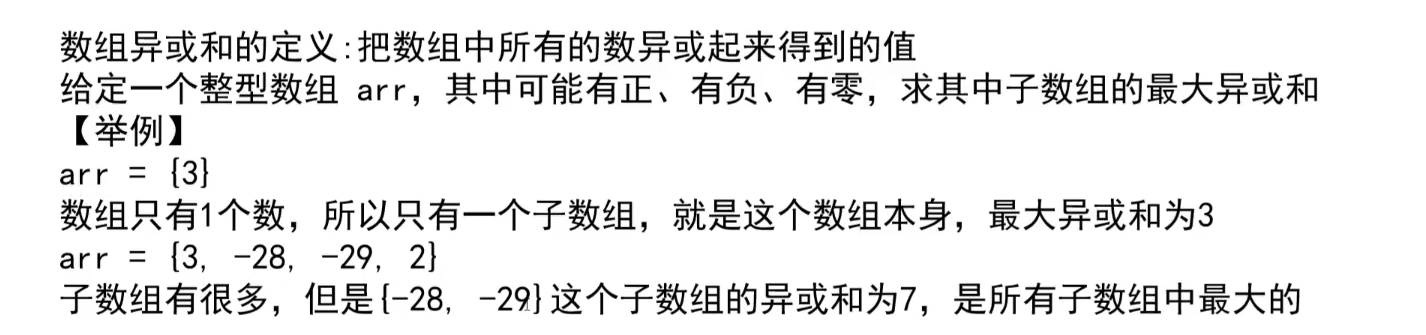 数组异或和的定义:把数组中所有的数异或起来得到的值
给定一个整型数组 arr，其中可能有正、有负、有零，求其中子数组的最大异或和
【举例】
arr = {3}
数组只有1个数，所以只有一个子数组，就是这个数组本身，最大异或和为3
arr = {3, -28, -29, 2}
子数组有很多，但是{-28, -29}这个子数组的异或和为7，是所有子数组中最大的